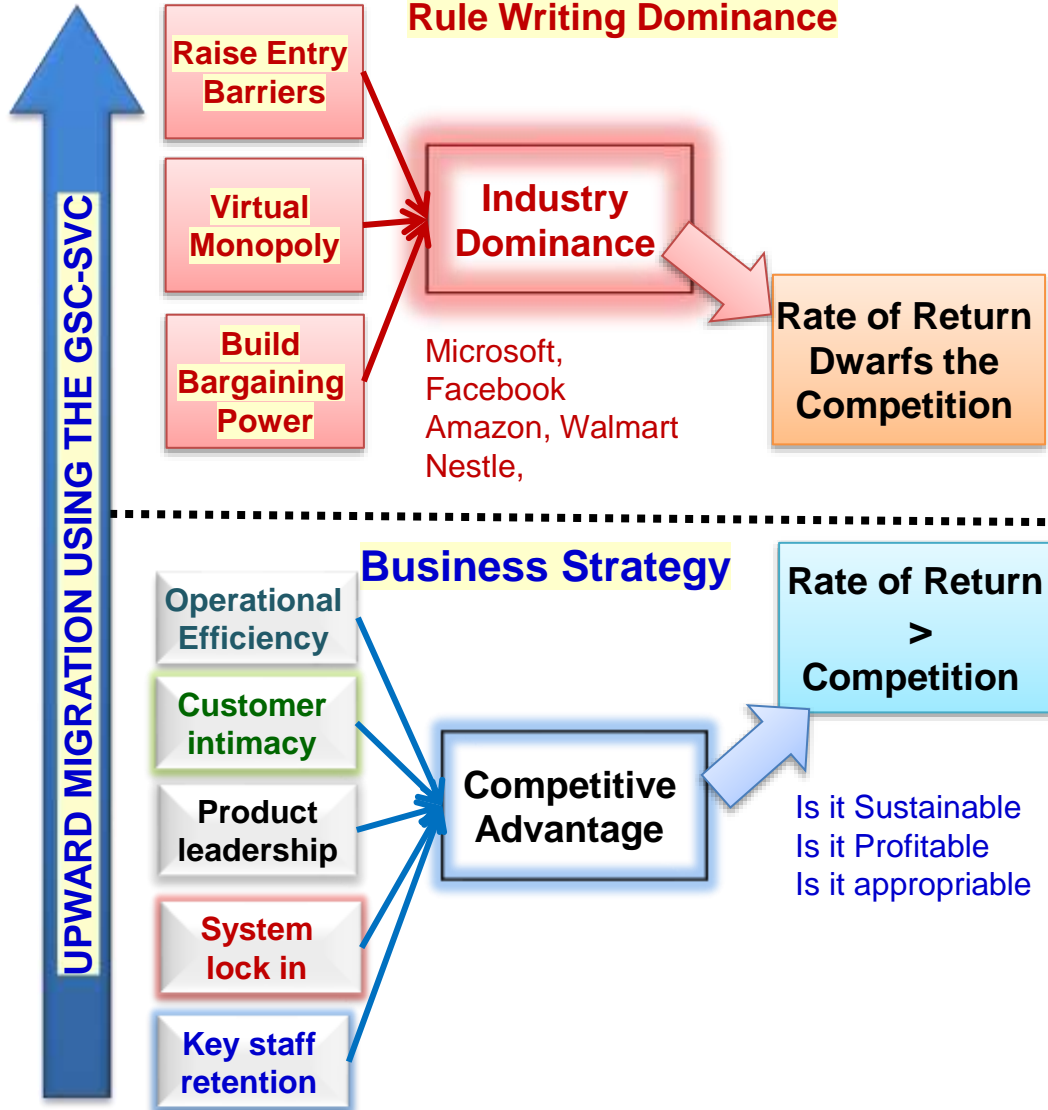 Rule Writing Dominance
Raise Entry
Barriers
Virtual
Monopoly
Build
Bargaining
Power
Industry
Dominance
Microsoft,
Facebook
Amazon, Walmart
Nestle,
Rate of Return
Dwarfs the
Competition
UPWARD MIGRATION USING THE GSC-SVC
Business Strategy
Operational
Efficiency
Customer
intimacy
Product
leadership
System
lock in
Key staff
retention
Competitive
Advantage
Rate of Return
>
Competition
Is it Sustainable
Is it Profitable
Is it appropriable